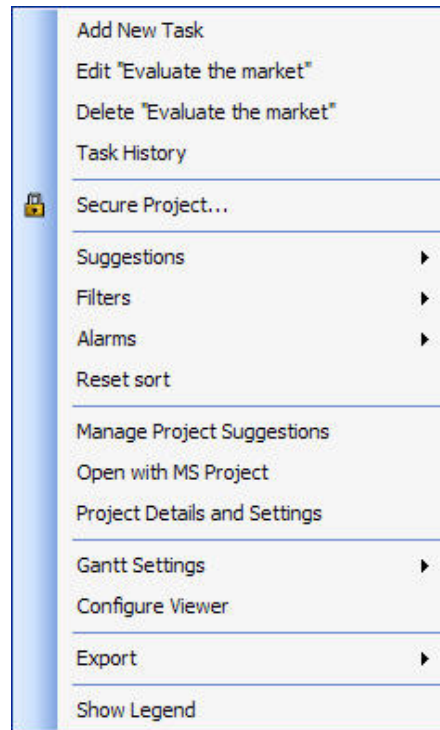 Add New Task
Edit "Evaluate the market"
Delete "Evaluate the market"
Task History
Secure Project...
Suggestions
Filters
Alarms
Reset sort
Manage Project Suggestions
Open with MS Project
Project Details and Settings
Gantt Settings
Configure Viewer
Export
Show Legend